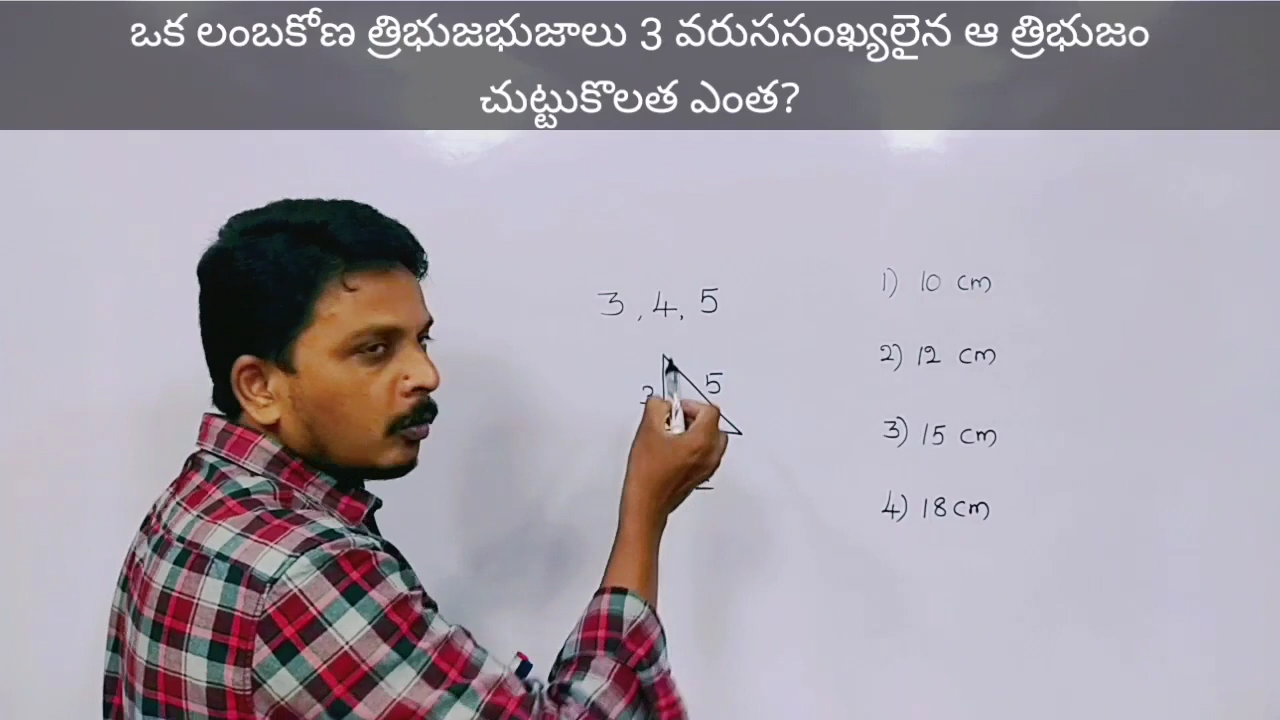 ఒక లంబకోణ త్రిభుజభుజాలు 3 వరుససంఖ్యలైన ఆ త్రిభుజం
చుట్టుకొలత ఎంత?
3, 4, 5
3
5
1) 10 cm
2) 12 cm
3) 15 cm
4) 18 cm